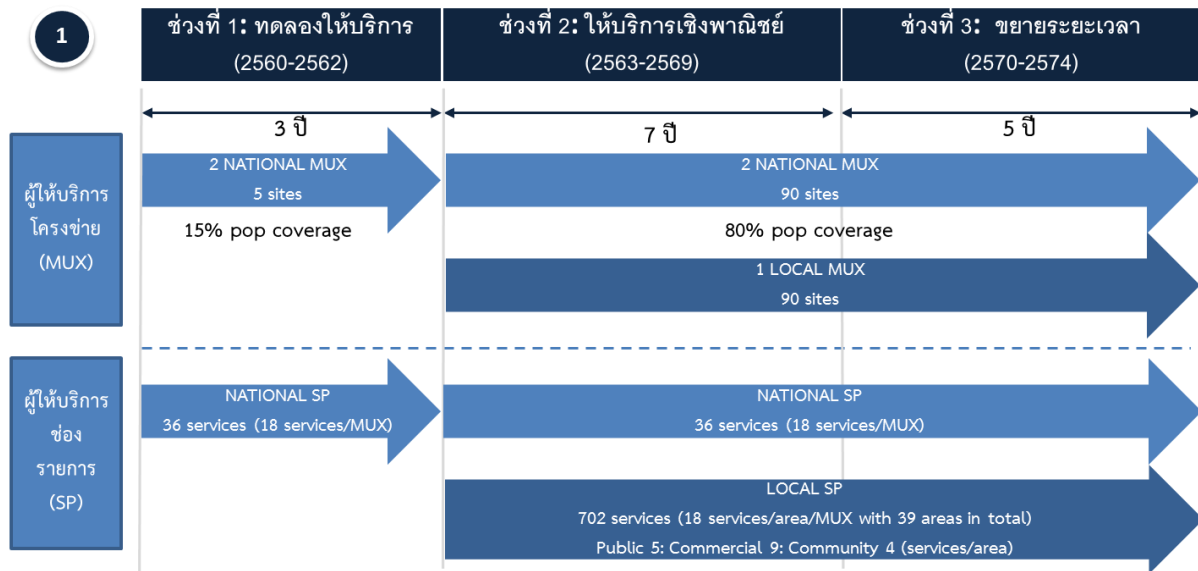 1
ช่วงที่ 1: ทดลองให้บริการ
(2560-2562)
ช่วงที่ 2: ให้บริการเชิงพาณิชย์
(2563-2569)
ช่วงที่ 3: ขยายระยะเวลา
(2570-2574)
3 ปี
7 ปี
5 ปี
ผู้ให้บริการ
โครงข่าย
(MUX)
2 NATIONAL MUX
5 sites
15% pop coverage
2 NATIONAL MUX
90 sites
80% pop coverage
1 LOCAL MUX
90 sites
ผู้ให้บริการ
ช่อง
รายการ
(SP)
NATIONAL SP
36 services (18 services/MUX)
NATIONAL SP
36 services (18 services/MUX)
LOCAL SP
702 services (18 services/area/MUX with 39 areas in total)
Public 5: Commercial 9: Community 4 (services/area)